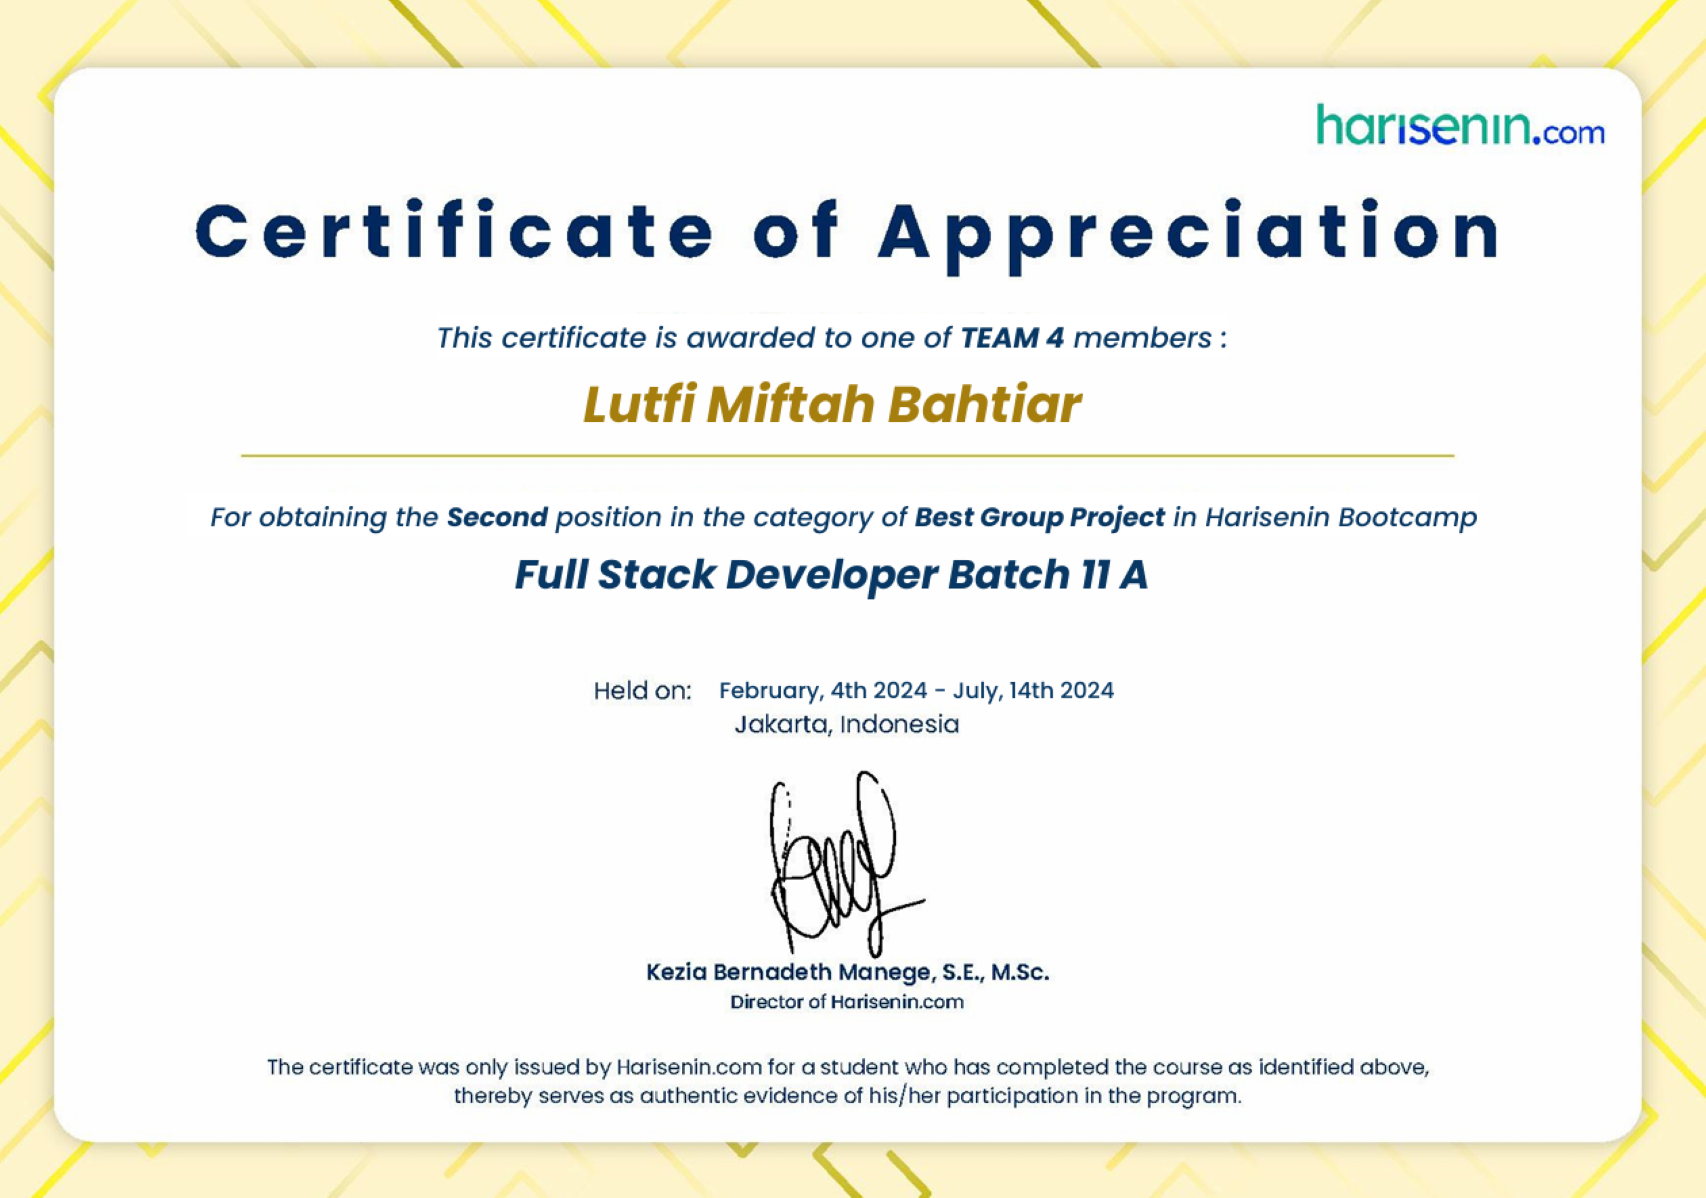 harisenin.com
Certificate of Appreciation
This certificate is awarded to one of TEAM 4 members :
Lutfi Miftah Bahtiar
For obtaining the Second position in the category of Best Group Project in Harisenin Bootcamp
Full Stack Developer Batch 11 A
Held on: February, 4th 2024 - July, 14th 2024
Jakarta, Indonesia
Kezia Bernadeth Manege, S.E., M.Sc.
Director of Harisenin.com
The certificate was only issued by Harisenin.com for a student who has completed the course as identified above,
thereby serves as authentic evidence of his/her participation in the program.